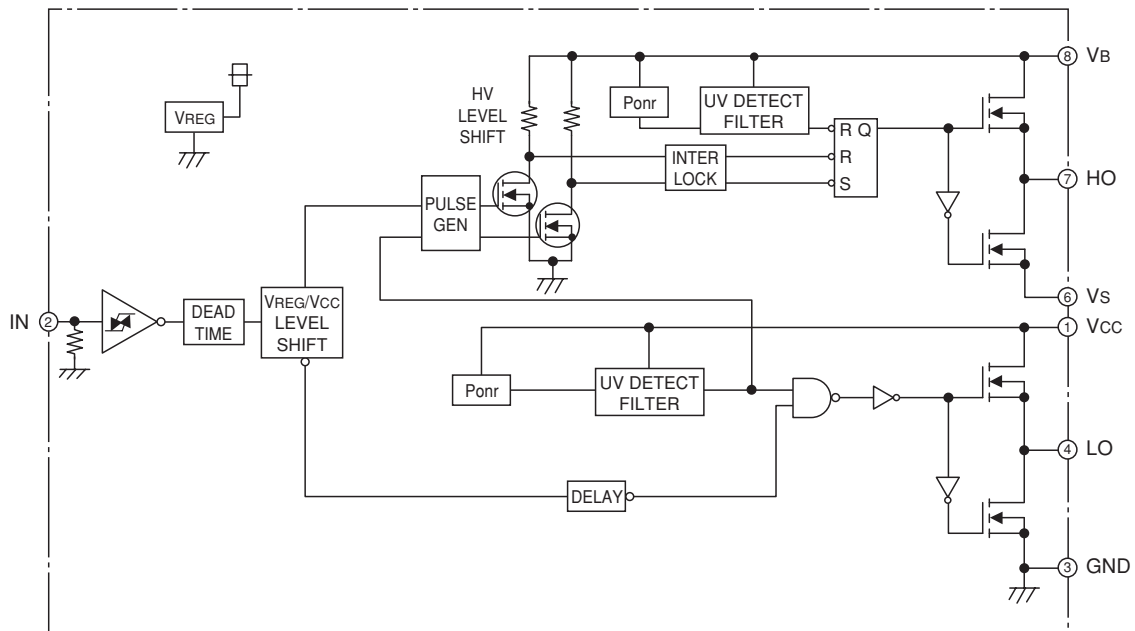 8 VB
HV
LEVEL
SHIFT
Ponr
UV DETECT
FILTER
VREG
R Q
R
S
INTER
LOCK
7 HO
PULSE
GEN
6 VS
IN 2
DEAD
TIME
VREG/VCC
LEVEL
SHIFT
1 VCC
Ponr
UV DETECT
FILTER
4 LO
DELAY
3 GND